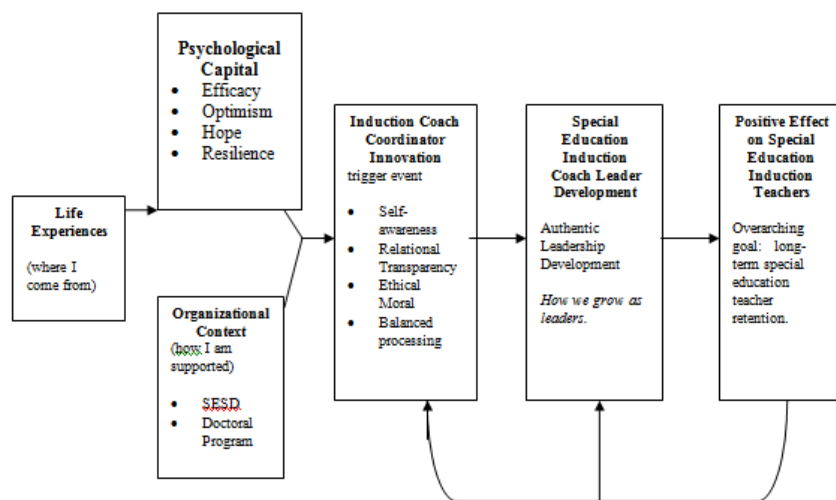 Psychological
Capital
• Efficacy
• Optimism
• Hope
• Resilience
Life
Experiences
(where I
come from)
Organizational
Context
(how I am
supported)
• SESD
• Doctoral
Program
Induction Coach
Coordinator
Innovation
trigger event
• Self-
awareness
• Relational
Transparency
• Ethical
Moral
• Balanced
processing
Special
Education
Induction
Coach Leader
Development
Authentic
Leadership
Development
How we grow as
leaders.
Positive Effect
on Special
Education
Induction
Teachers
Overarching
goal: long-
term special
education
teacher
retention.